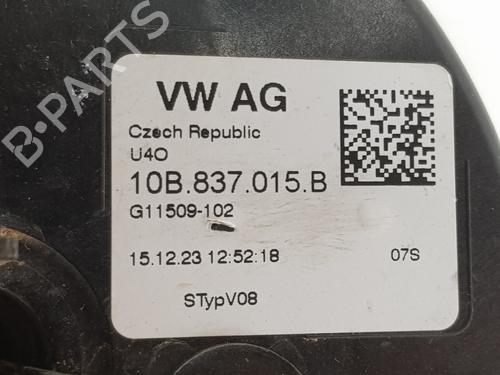 B-PARTS
VW AG
Czech Republic
U4O
10B.837.015.B
G11509-102
15.12.23 12:52:18 07S
STypV08